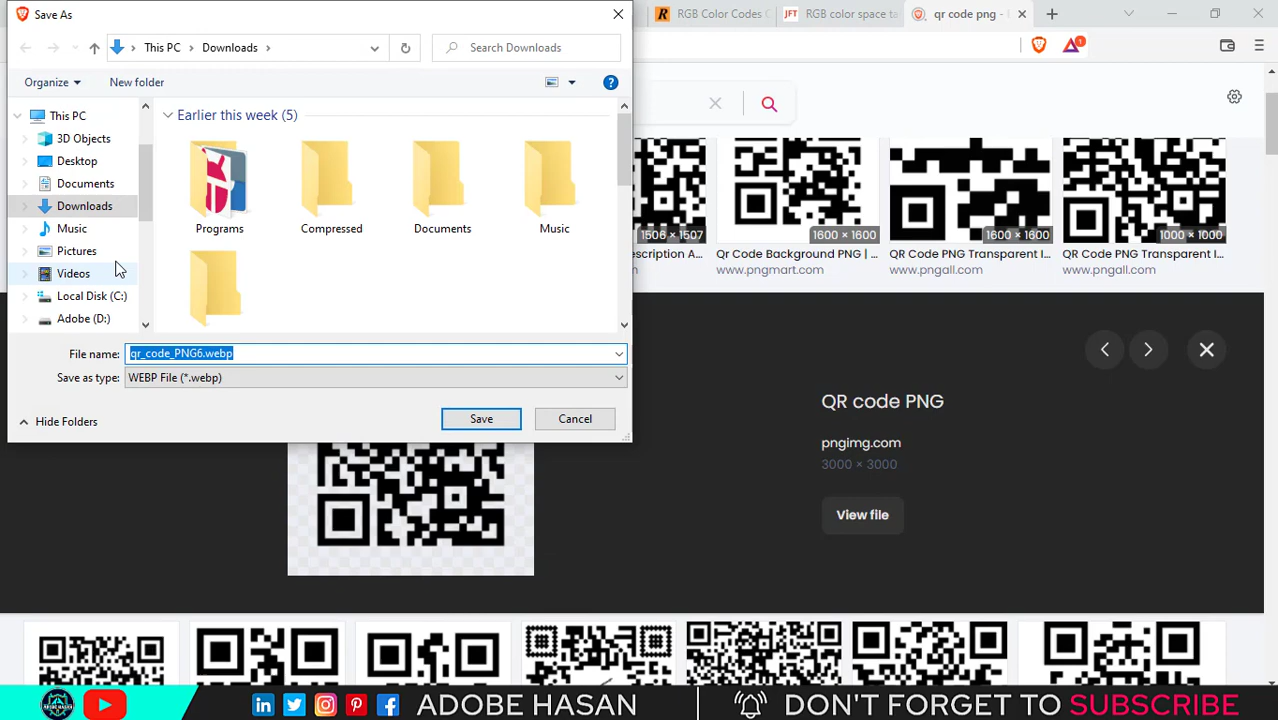 Save As
RGB Color Codes C
JFT
RGB color space ta
qr code png -
This PC
Downloads
Search Downloads
1
Organize
New folder
This PC
3D Objects
Desktop
Documents
Downloads
Music
Pictures
Videos
Local Disk (C:)
Adobe (D:)
Earlier this week (5)
Programs
Compressed
Documents
Music
File name:
qr_code_PNG6.webp
Save as type:
WEBP File (*.webp)
Hide Folders
Save
Cancel
1506 × 1507
1600 × 1600
1600 × 1600
1000 × 1000
escription A...
Qr Code Background PNG | ...
QR Code PNG Transparent I...
QR Code PNG Transparent I...
www.pngmart.com
www.pngall.com
www.pngall.com
QR code PNG
pngimg.com
3000 × 3000
View file
ADOBE HASAN
DON'T FORGET TO SUBSCRIBE